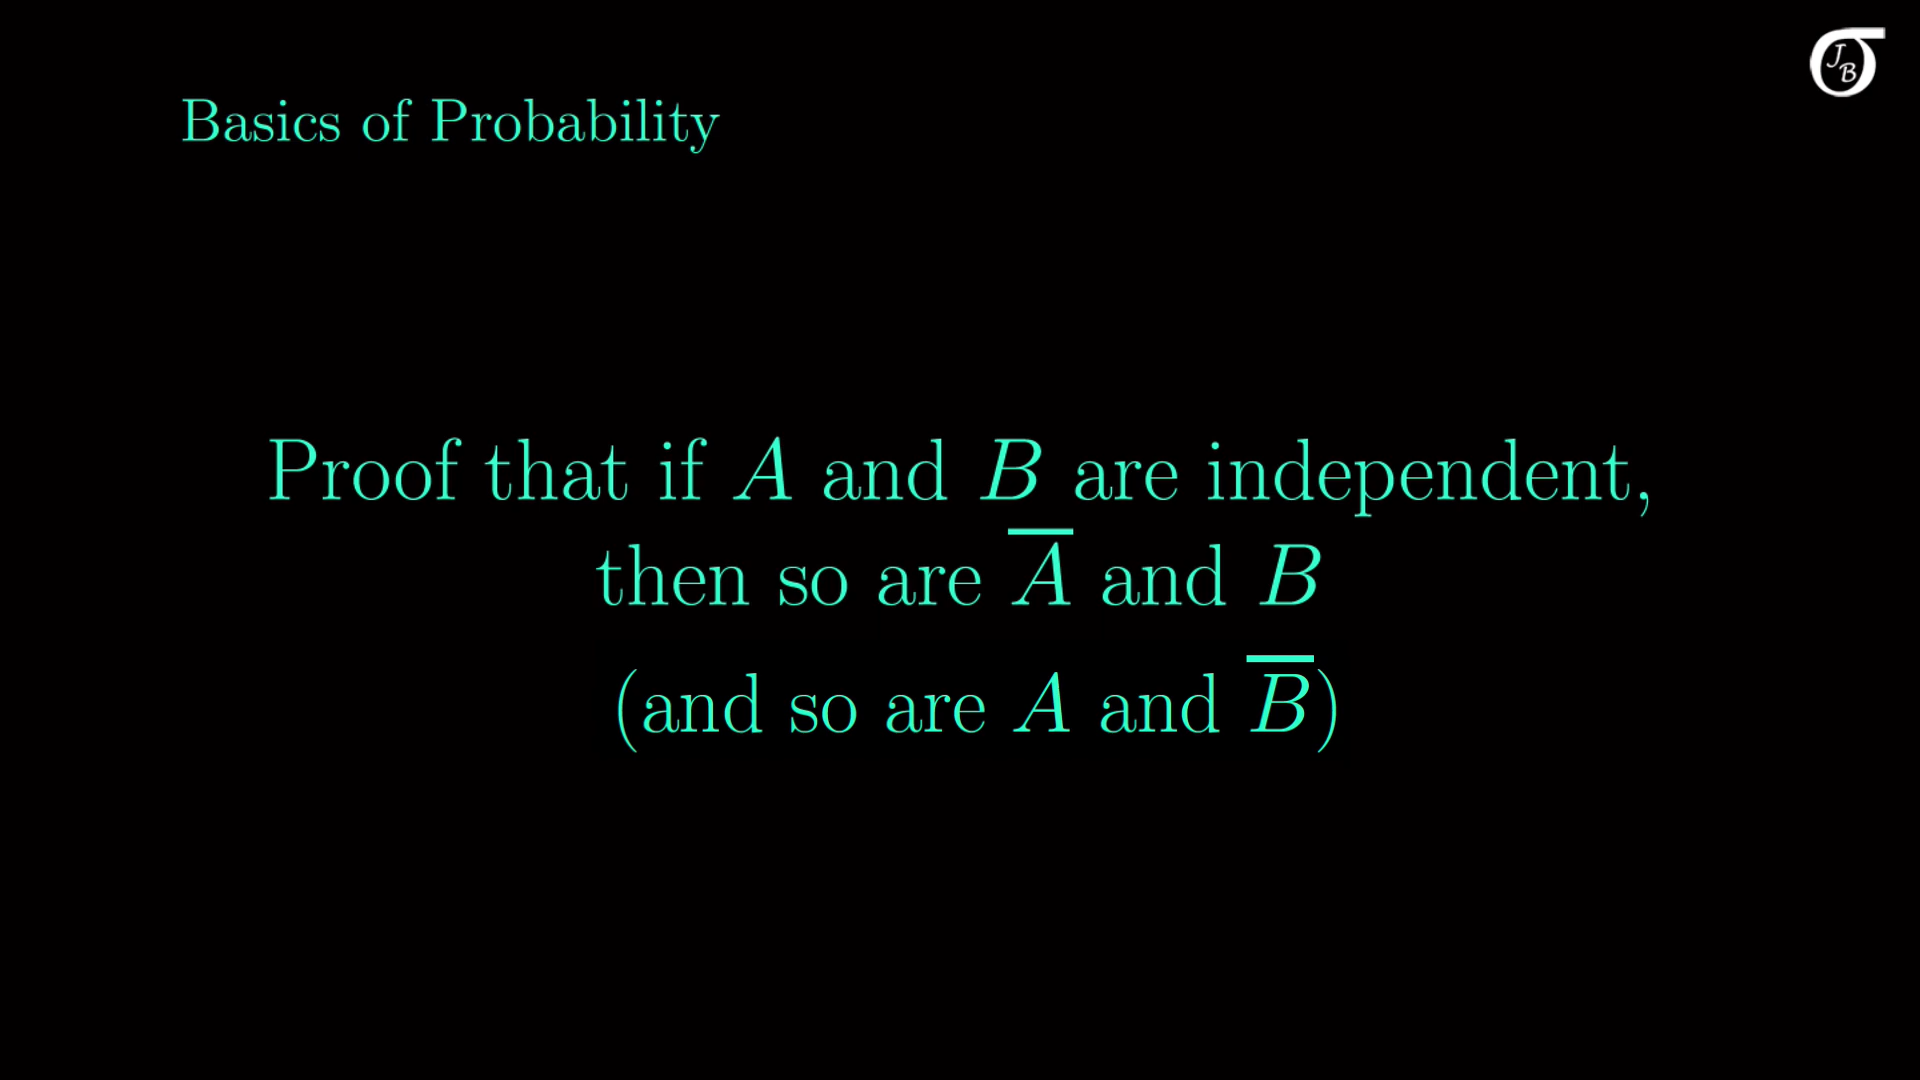 J
B
Basics of Probability
Proof that if A and B are independent,
then so are A̅ and B
(and so are A and B̅)